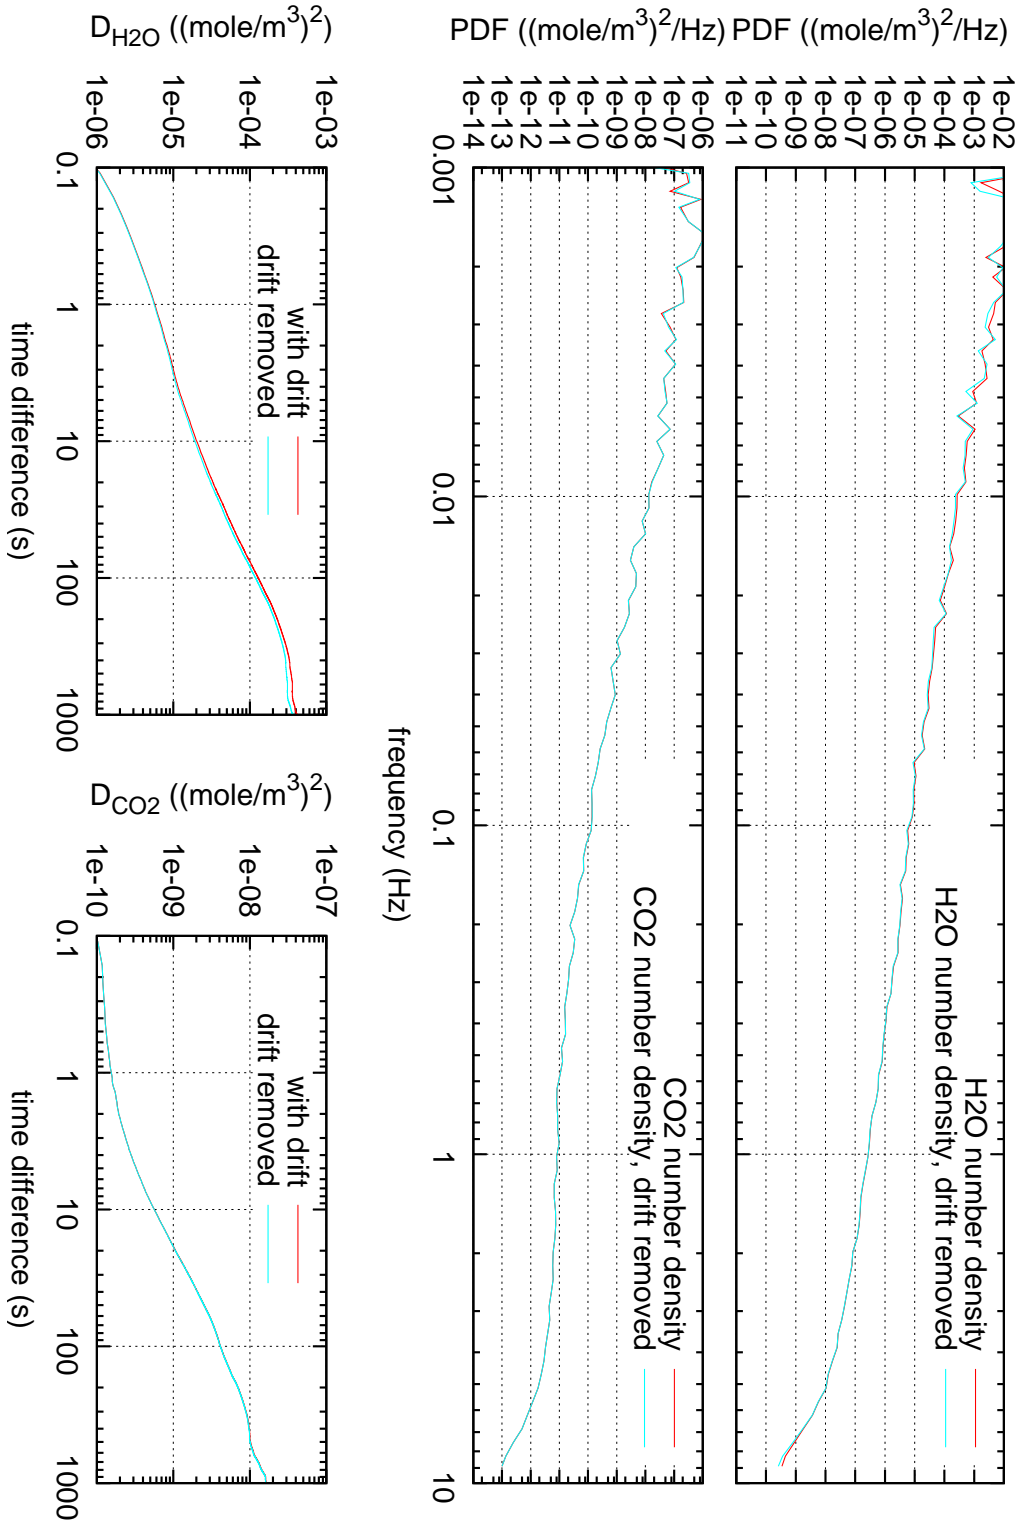 PDF ((mole/m3)2/Hz)
1e-02
1e-03
1e-04
1e-05
1e-06
1e-07
1e-08
1e-09
1e-10
1e-11
H2O number density
H2O number density, drift removed
PDF ((mole/m3)2/Hz)
1e-06
1e-07
1e-08
1e-09
1e-10
1e-11
1e-12
1e-13
1e-14
CO2 number density
CO2 number density, drift removed
0.001 0.01 0.1 1 10
frequency (Hz)
DH2O ((mole/m3)2)
1e-03
1e-04
1e-05
1e-06
with drift
drift removed
0.1 1 10 100 1000
time difference (s)
DCO2 ((mole/m3)2)
1e-07
1e-08
1e-09
1e-10
with drift
drift removed
0.1 1 10 100 1000
time difference (s)